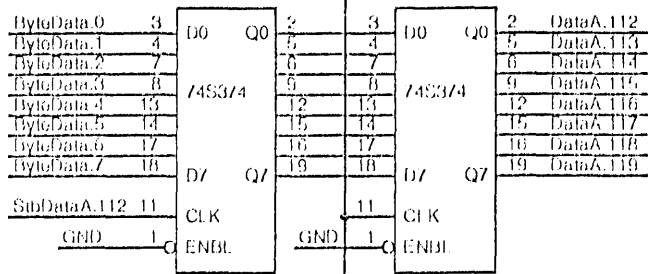 ByteData.0 3 D0 Q0 2 3 D0 Q0 2 DataA.112
ByteData.1 4 5 4 5 DataA.113
ByteData.2 7 6 7 6 DataA.114
ByteData.3 8 74S374 9 8 74S374 9 DataA.115
ByteData.4 13 12 13 12 DataA.116
ByteData.5 14 15 14 15 DataA.117
ByteData.6 17 16 17 16 DataA.118
ByteData.7 18 D7 Q7 19 18 D7 Q7 19 DataA.119
StbDataA.112 11 CLK 11 CLK
GND 1 ENBL GND 1 ENBL